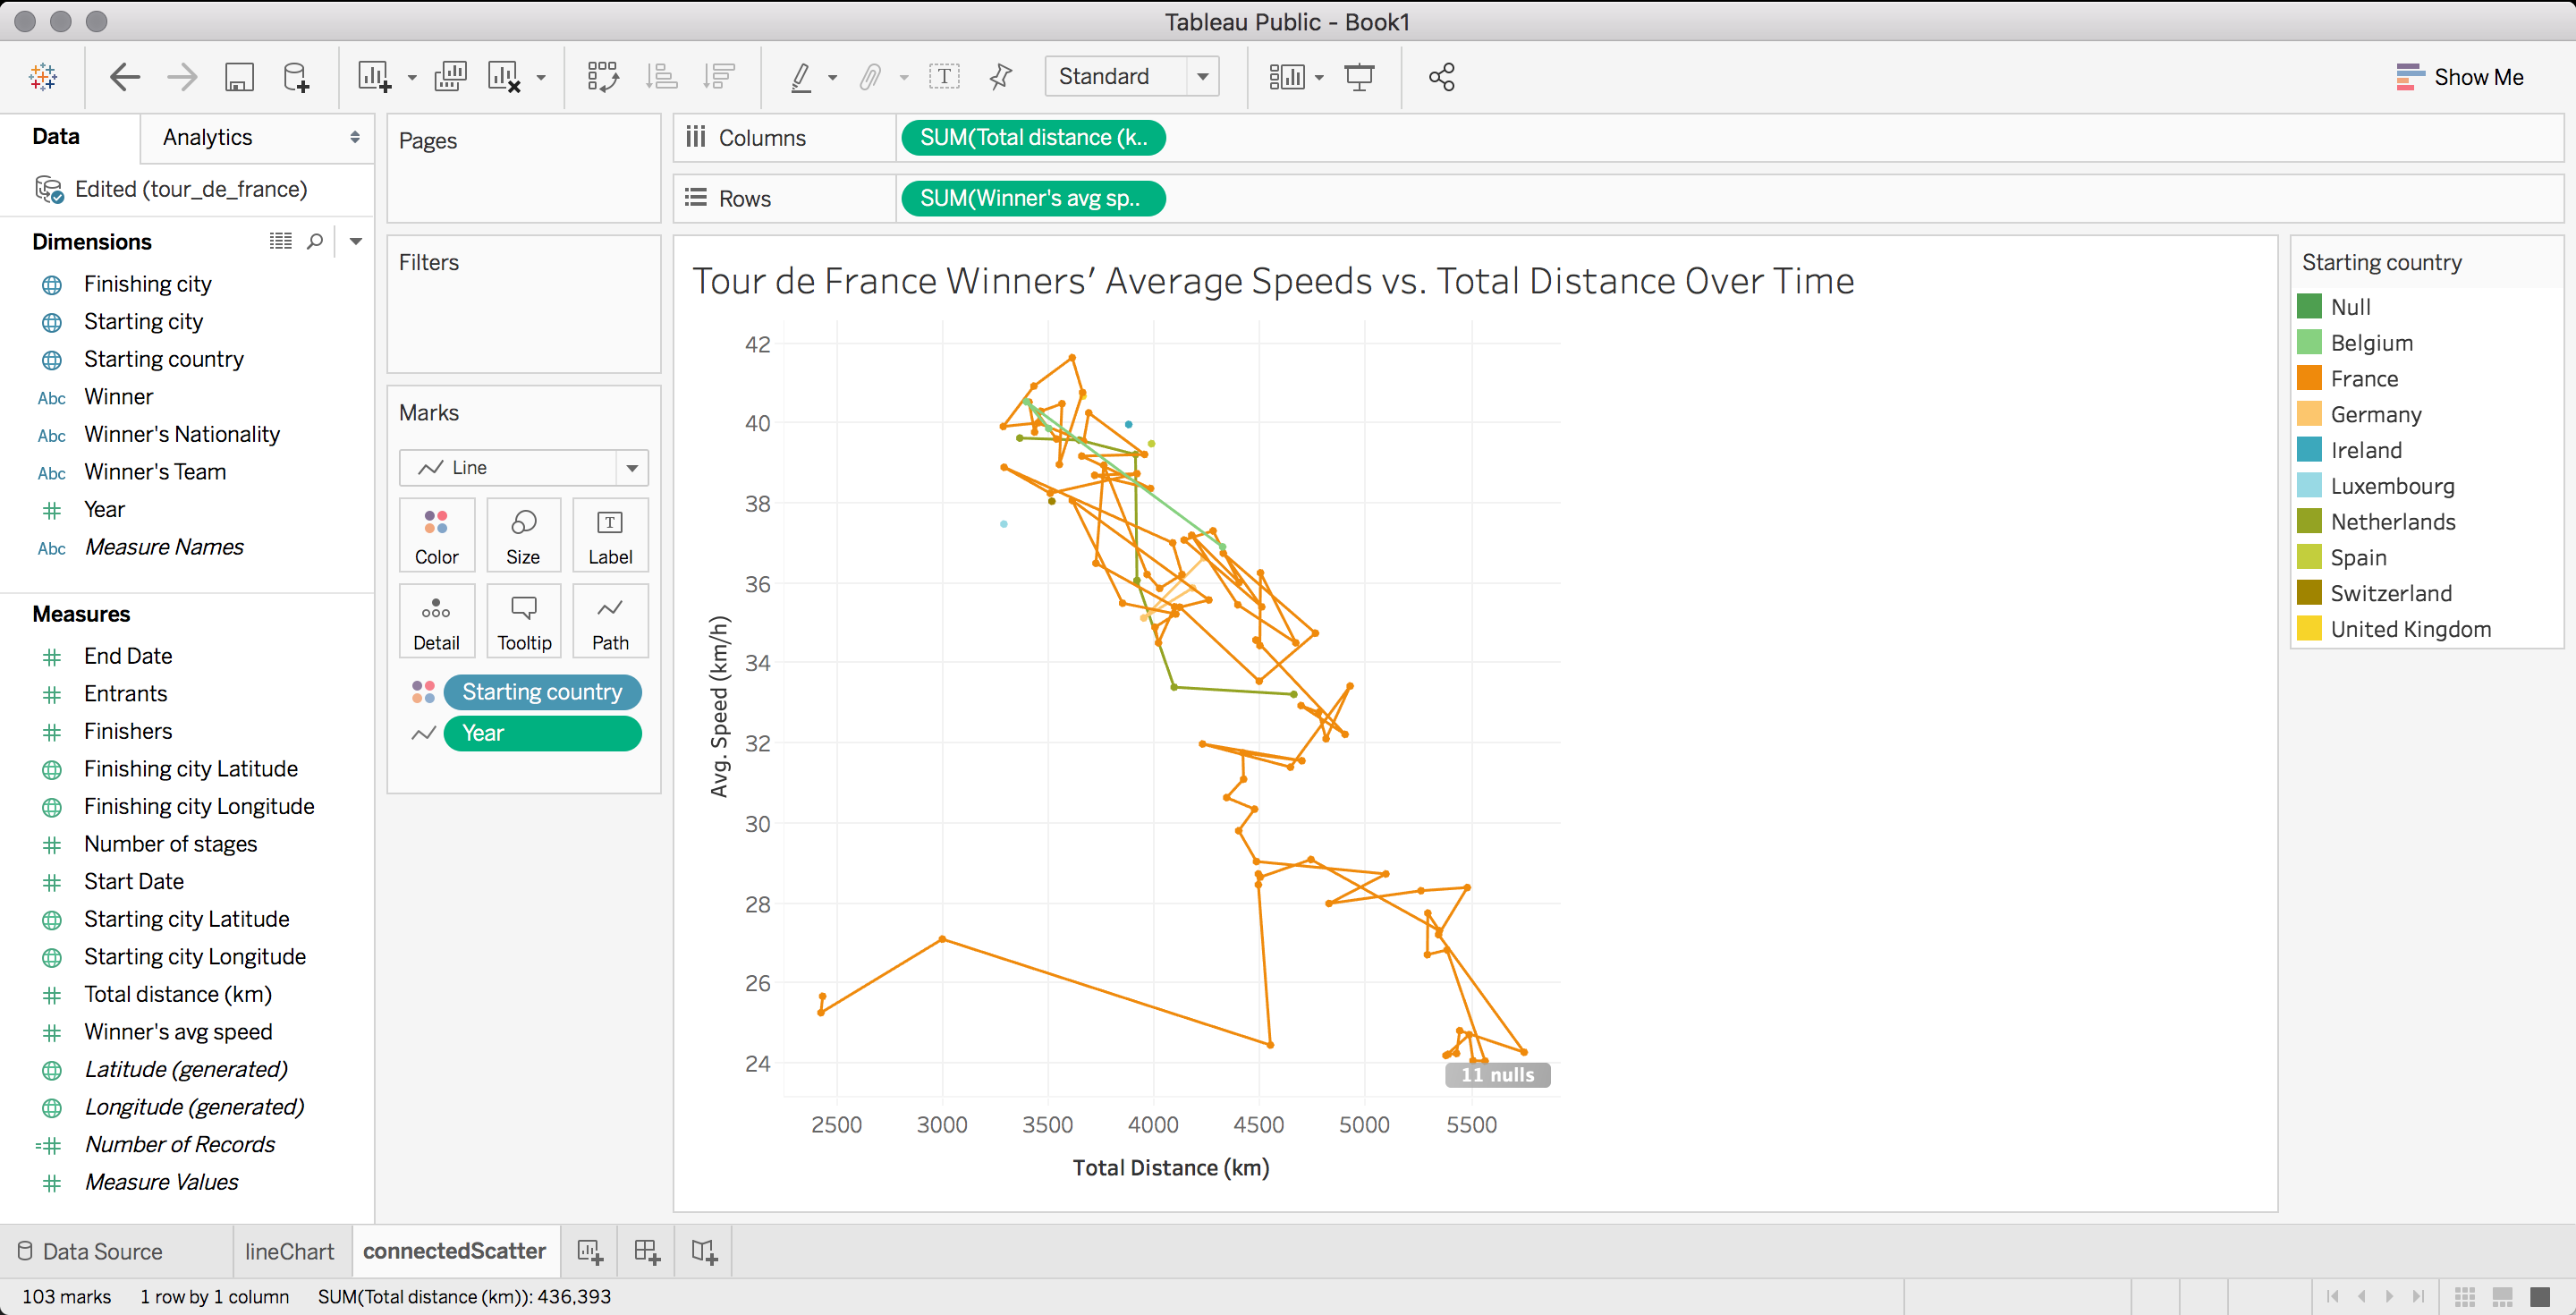 Tableau Public - Book1
Standard
Show Me
Data
Analytics
Edited (tour_de_france)
Dimensions
Finishing city
Starting city
Starting country
Abc Winner
Abc Winner's Nationality
Abc Winner's Team
Year
Abc Measure Names
Measures
End Date
Entrants
Finishers
Finishing city Latitude
Finishing city Longitude
Number of stages
Start Date
Starting city Latitude
Starting city Longitude
Total distance (km)
Winner's avg speed
Latitude (generated)
Longitude (generated)
Number of Records
Measure Values
Pages
Filters
Marks
Line
Color
Size
Label
Detail
Tooltip
Path
Starting country
Year
Columns
SUM(Total distance (k..
Rows
SUM(Winner's avg sp..
Tour de France Winners’ Average Speeds vs. Total Distance Over Time
Avg. Speed (km/h)
42
40
38
36
34
32
30
28
26
24
11 nulls
2500 3000 3500 4000 4500 5000 5500
Total Distance (km)
Starting country
Null
Belgium
France
Germany
Ireland
Luxembourg
Netherlands
Spain
Switzerland
United Kingdom
Data Source
lineChart
connectedScatter
103 marks 1 row by 1 column SUM(Total distance (km)): 436,393